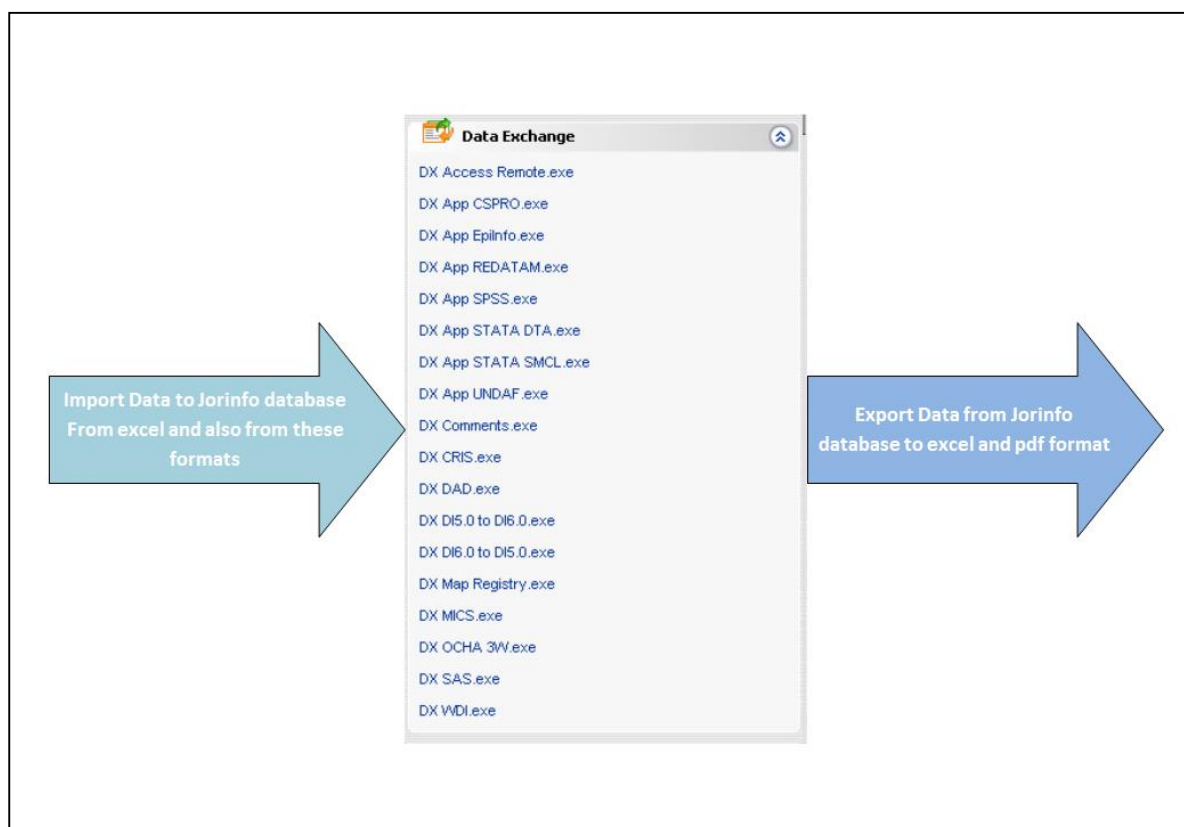 Data Exchange
DX Access Remote.exe
DX App CSPRO.exe
DX App EpiInfo.exe
DX App REDATAM.exe
DX App SPSS.exe
DX App STATA DTA.exe
DX App STATA SMCL.exe
DX App UNDAF.exe
DX Comments.exe
DX CRIS.exe
DX DAD.exe
DX DI5.0 to DI6.0.exe
DX DI6.0 to DI5.0.exe
DX Map Registry.exe
DX MICS.exe
DX OCHA 3W.exe
DX SAS.exe
DX WDI.exe
Import Data to Jorinfo database
From excel and also from these
formats
Export Data from Jorinfo
database to excel and pdf format